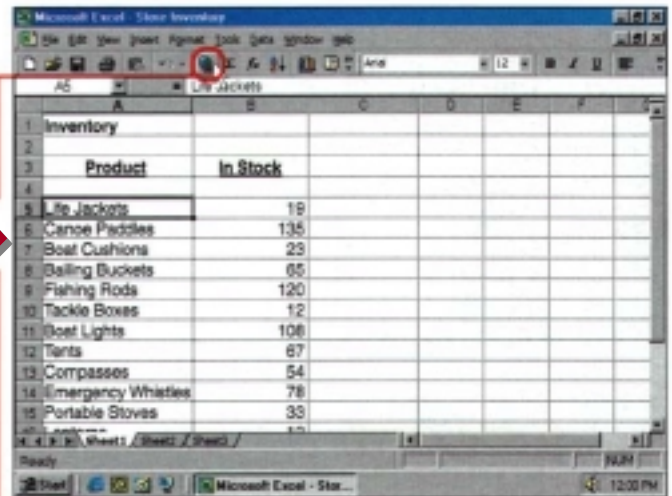 Microsoft Excel - Store Inventory
File Edit View Insert Format Tools Data Window Help
Arial 12 B I U
A5 = Life Jackets
A B C D E F G
1 Inventory
2
3 Product In Stock
4
5 Life Jackets 19
6 Canoe Paddles 135
7 Boat Cushions 23
8 Bailing Buckets 65
9 Fishing Rods 120
10 Tackle Boxes 12
11 Boat Lights 108
12 Tents 67
13 Compasses 54
14 Emergency Whistles 78
15 Portable Stoves 33
Sheet1 Sheet2 Sheet3
Ready NUM
Start Microsoft Excel - Stor... 12:00 PM